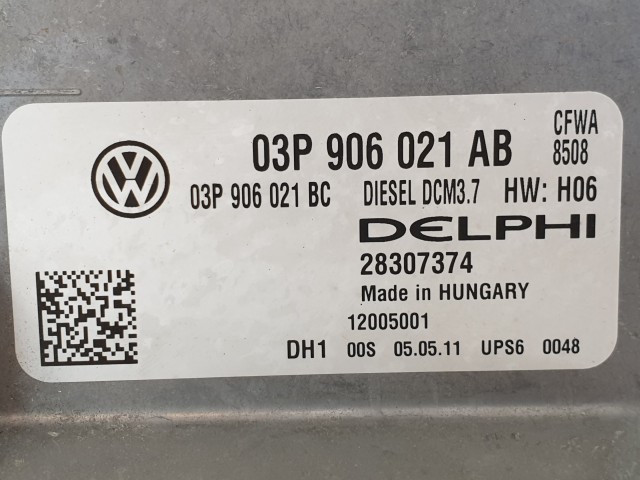 03P 906 021 AB CFWA
8508
03P 906 021 BC DIESEL DCM3.7 HW: H06
DELPHI
28307374
Made in HUNGARY
12005001
DH1 00S 05.05.11 UPS6 0048